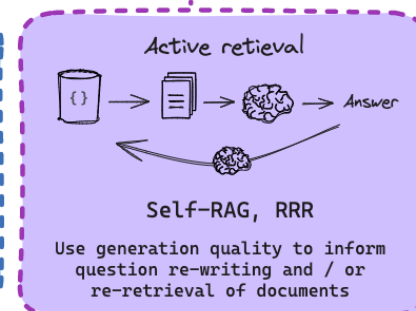 Active retieval
{}
Answer
Self-RAG, RRR
Use generation quality to inform
question re-writing and / or
re-retrieval of documents